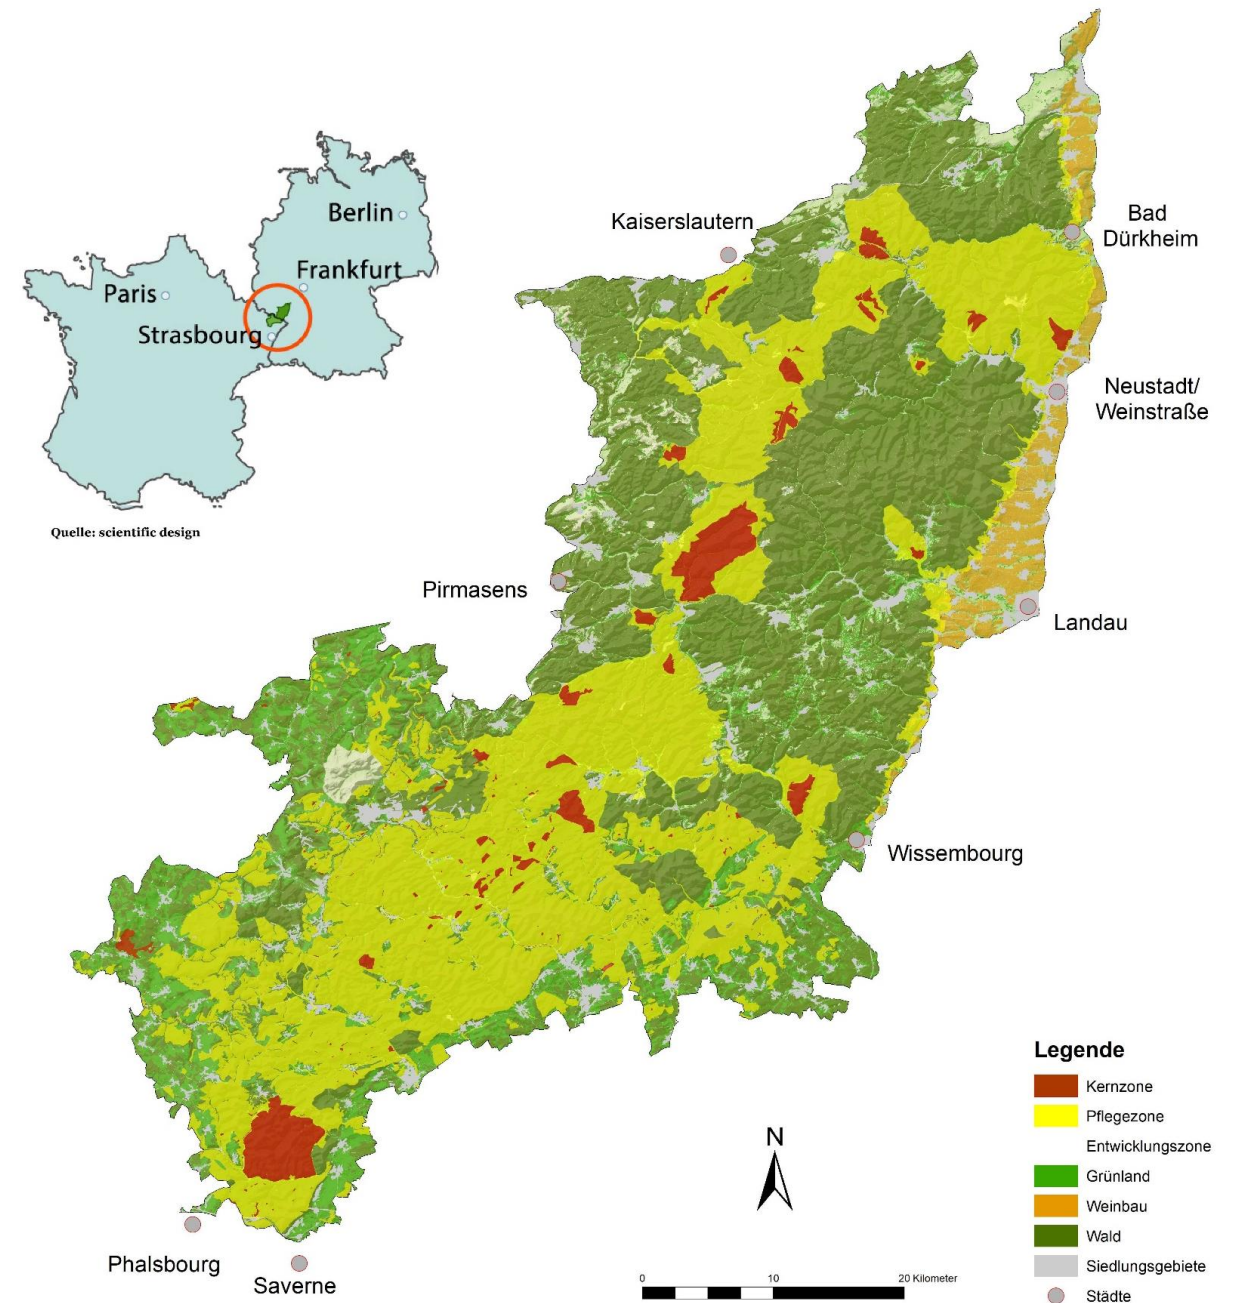 Berlin
Frankfurt
Paris
Strasbourg
Quelle: scientific design
Kaiserslautern
Bad
Dürkheim
Neustadt/
Weinstraße
Pirmasens
Landau
Wissembourg
Phalsbourg
Saverne
N
0 10 20 Kilometer
Legende
Kernzone
Pflegezone
Entwicklungszone
Grünland
Weinbau
Wald
Siedlungsgebiete
Städte